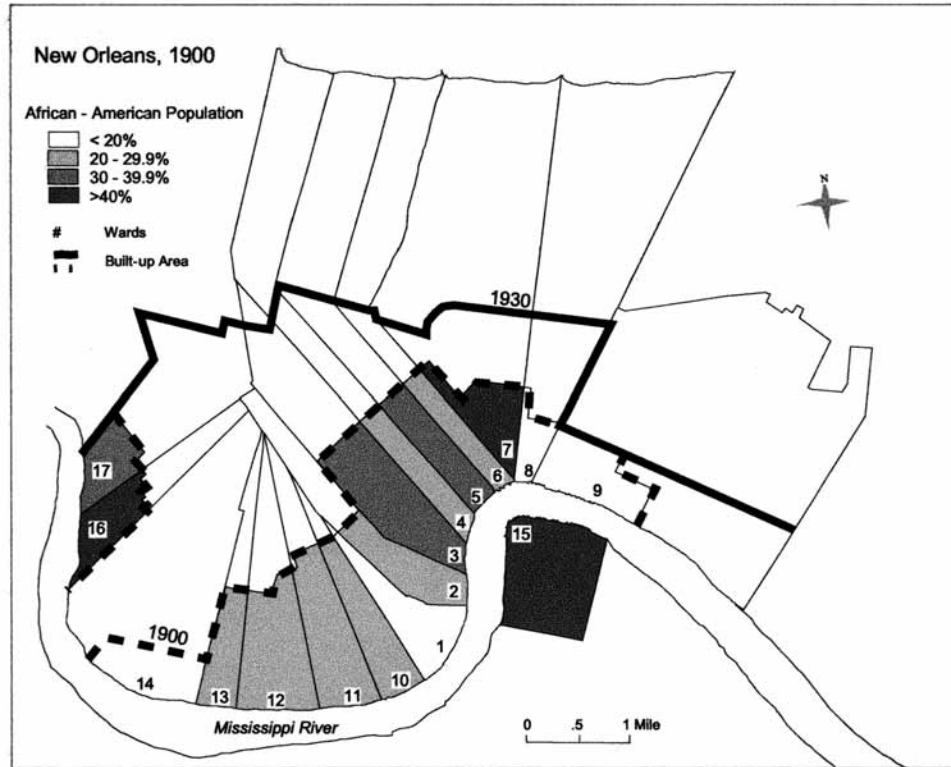 New Orleans, 1900
African - American Population
< 20%
20 - 29.9%
30 - 39.9%
>40%
# Wards
Built-up Area
N
1930
17
16
7
6
8
5
9
4
15
3
2
1900
1
14
13
12
11
10
Mississippi River
0 .5 1 Mile